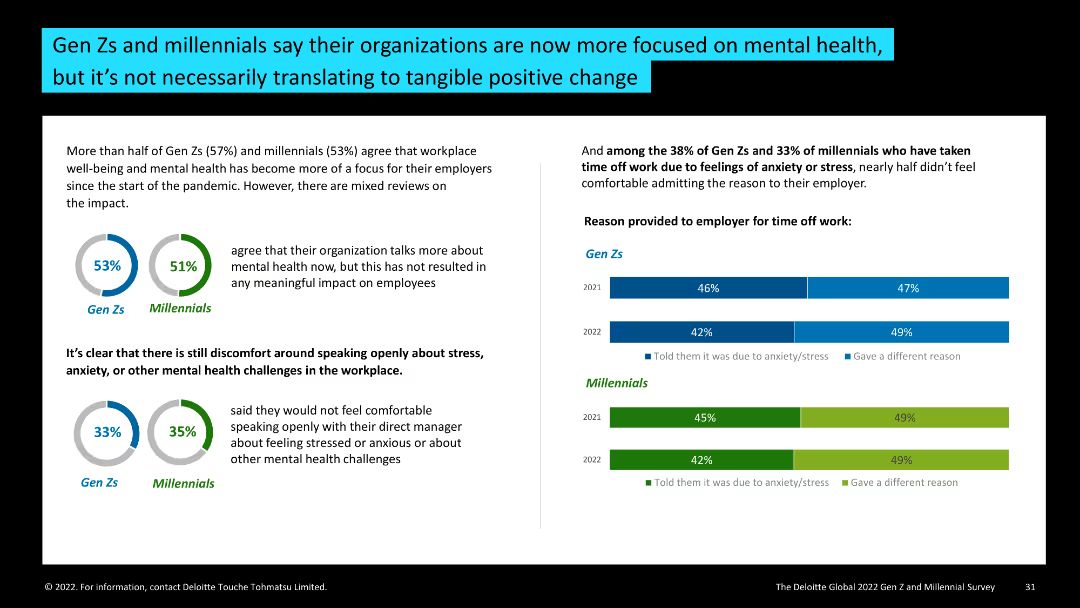 Gen Zs and millennials say their organizations are now more focused on mental health,
but it’s not necessarily translating to tangible positive change
More than half of Gen Zs (57%) and millennials (53%) agree that workplace
well-being and mental health has become more of a focus for their employers
since the start of the pandemic. However, there are mixed reviews on
the impact.
53%
51%
Gen Zs
Millennials
agree that their organization talks more about
mental health now, but this has not resulted in
any meaningful impact on employees
It’s clear that there is still discomfort around speaking openly about stress,
anxiety, or other mental health challenges in the workplace.
33%
35%
Gen Zs
Millennials
said they would not feel comfortable
speaking openly with their direct manager
about feeling stressed or anxious or about
other mental health challenges
And among the 38% of Gen Zs and 33% of millennials who have taken
time off work due to feelings of anxiety or stress, nearly half didn’t feel
comfortable admitting the reason to their employer.
Reason provided to employer for time off work:
Gen Zs
2021 46% 47%
2022 42% 49%
Told them it was due to anxiety/stress Gave a different reason
Millennials
2021 45% 49%
2022 42% 49%
Told them it was due to anxiety/stress Gave a different reason
© 2022. For information, contact Deloitte Touche Tohmatsu Limited.
The Deloitte Global 2022 Gen Z and Millennial Survey 31